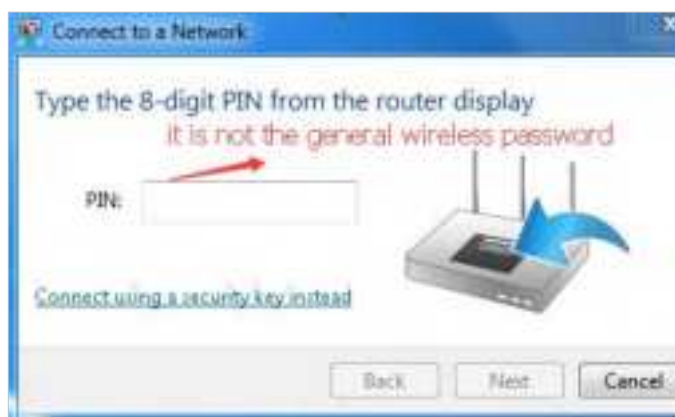 Connect to a Network
Type the 8-digit PIN from the router display
it is not the general wireless password
PIN:
Connect using a security key instead
Back
Next
Cancel